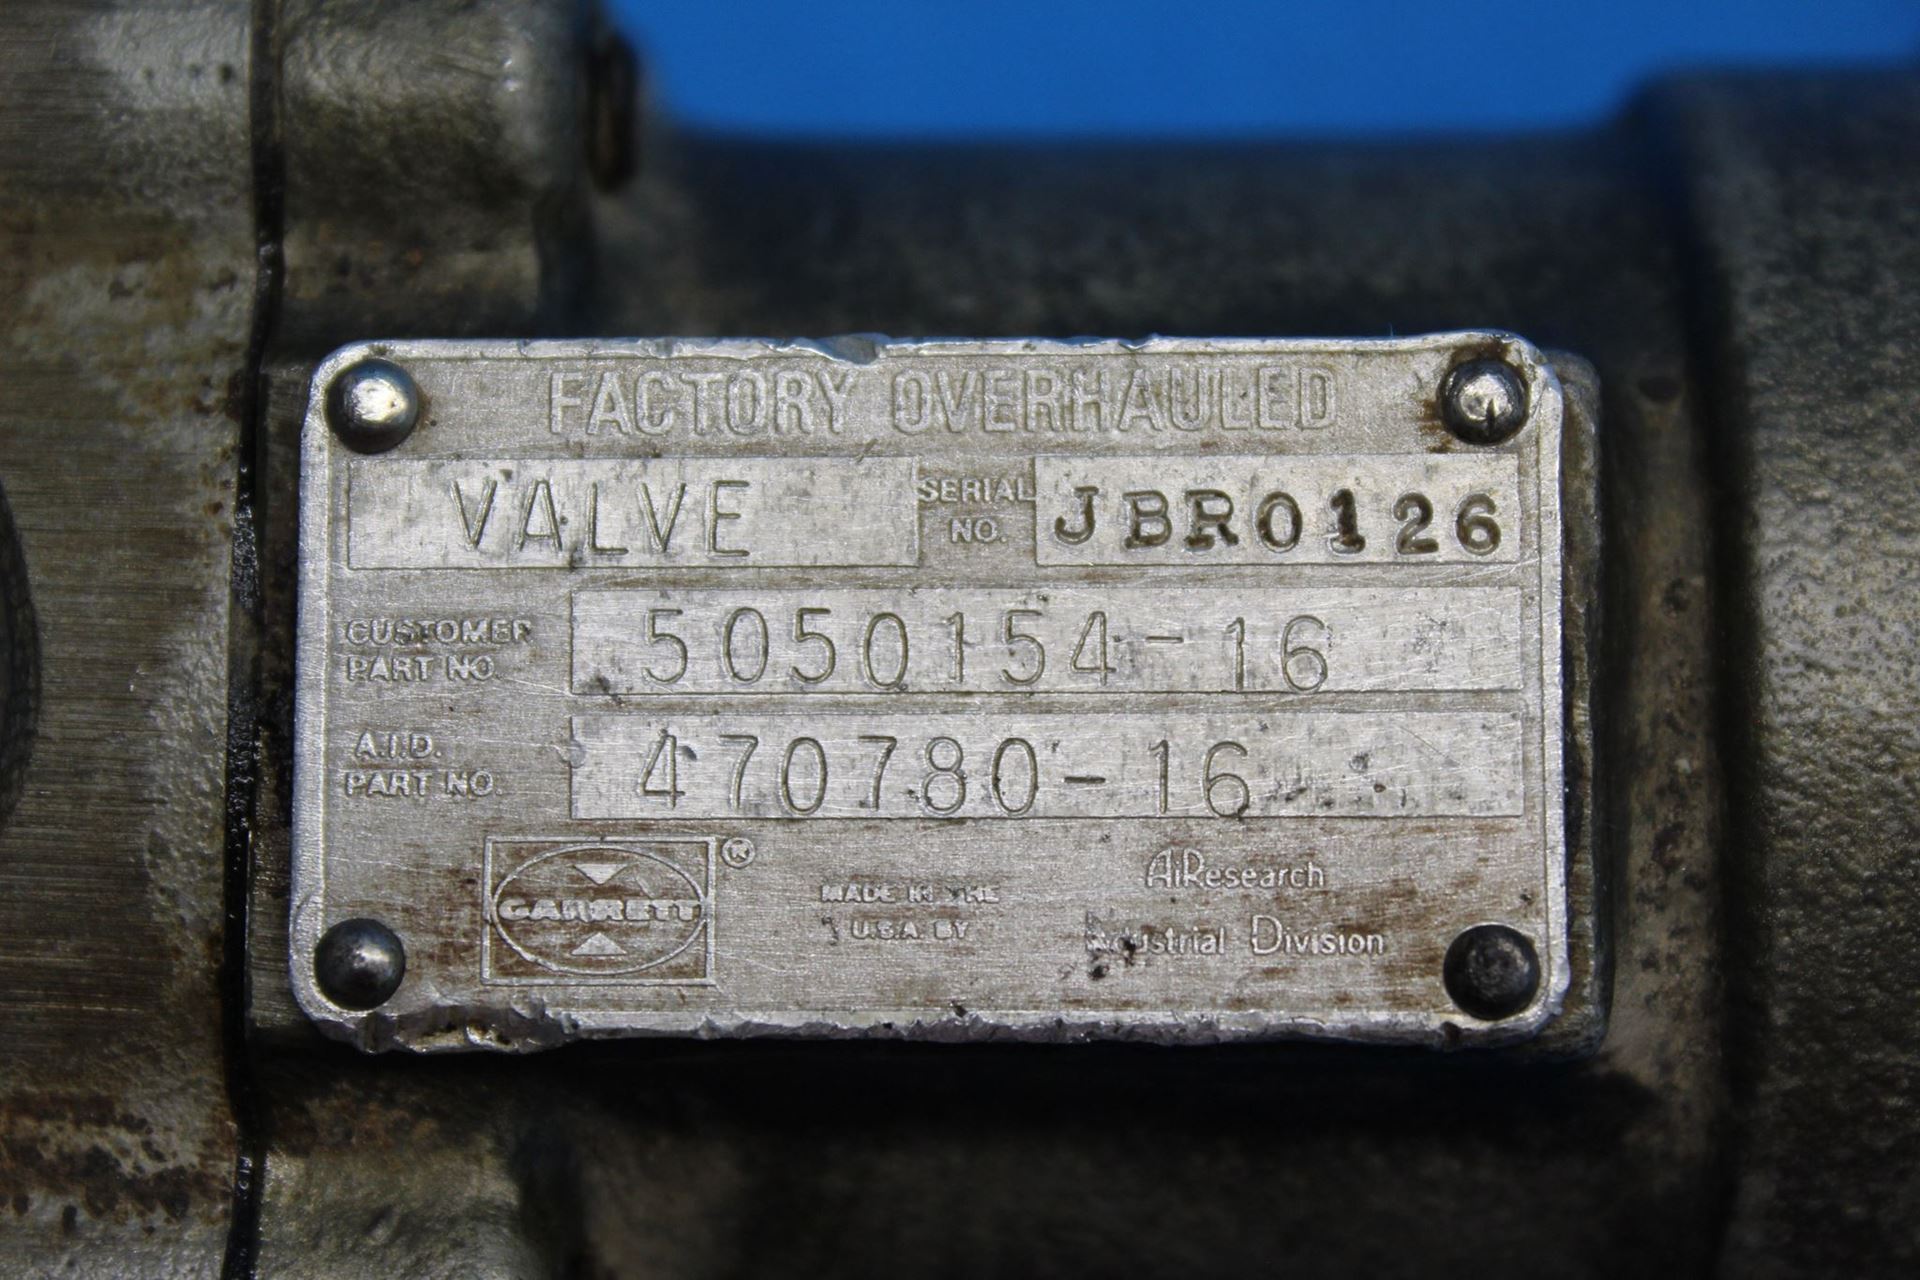 FACTORY OVERHAULED
VALVE SERIAL NO. JBR0126
CUSTOMER PART NO. 5050154-16
A.I.D. PART NO. 470780-16
GARRETT ®
MADE IN THE
U.S.A. BY
AiResearch
Industrial Division